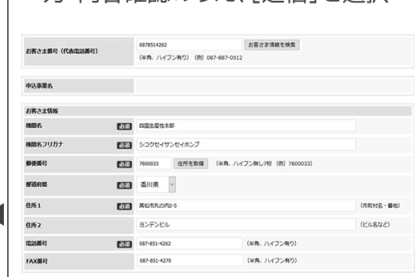 お客さま番号（代表電話番号） 0878514262 お客さま情報を検索
（半角、ハイフン有り）（例）087-887-0512
申込事業名
お客さま情報
機関名 必須 四国生産性本部
機関名フリガナ 必須 シコクセイサンセイホンブ
郵便番号 必須 7600033 住所を取得 （半角、ハイフン無し7桁（例）7600033）
都道府県 必須 香川県
住所１ 必須 高松市丸の内2-5 （市町村名・番地）
住所２ ヨンデンビル （ビル名など）
電話番号 必須 087-851-4262 （半角、ハイフン有り）
FAX番号 087-851-4270 （半角、ハイフン有り）